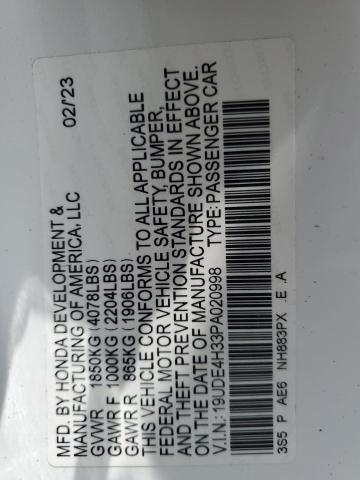 MFD. BY HONDA DEVELOPMENT &
MANUFACTURING OF AMERICA, LLC 02/'23
GVWR 1850KG (4078LBS)
GAWR F 1000KG (2204LBS)
GAWR R 865KG (1906LBS)
THIS VEHICLE CONFORMS TO ALL APPLICABLE
FEDERAL MOTOR VEHICLE SAFETY, BUMPER,
AND THEFT PREVENTION STANDARDS IN EFFECT
ON THE DATE OF MANUFACTURE SHOWN ABOVE.
V.I.N.: 19UDE4H33PA020998 TYPE: PASSENGER CAR
3S5 P AE6 NH883PX .E .A